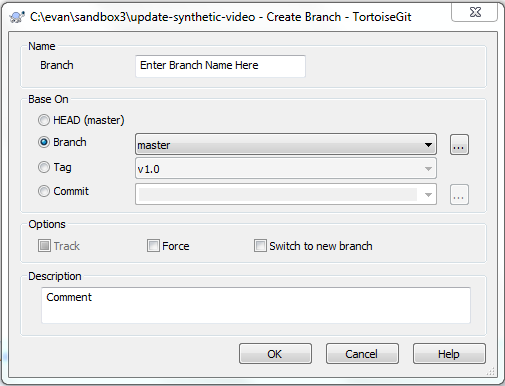 C:\evan\sandbox3\update-synthetic-video - Create Branch - TortoiseGit
Name
Branch Enter Branch Name Here
Base On
HEAD (master)
Branch master ...
Tag v1.0
Commit ...
Options
Track Force Switch to new branch
Description
Comment
OK Cancel Help